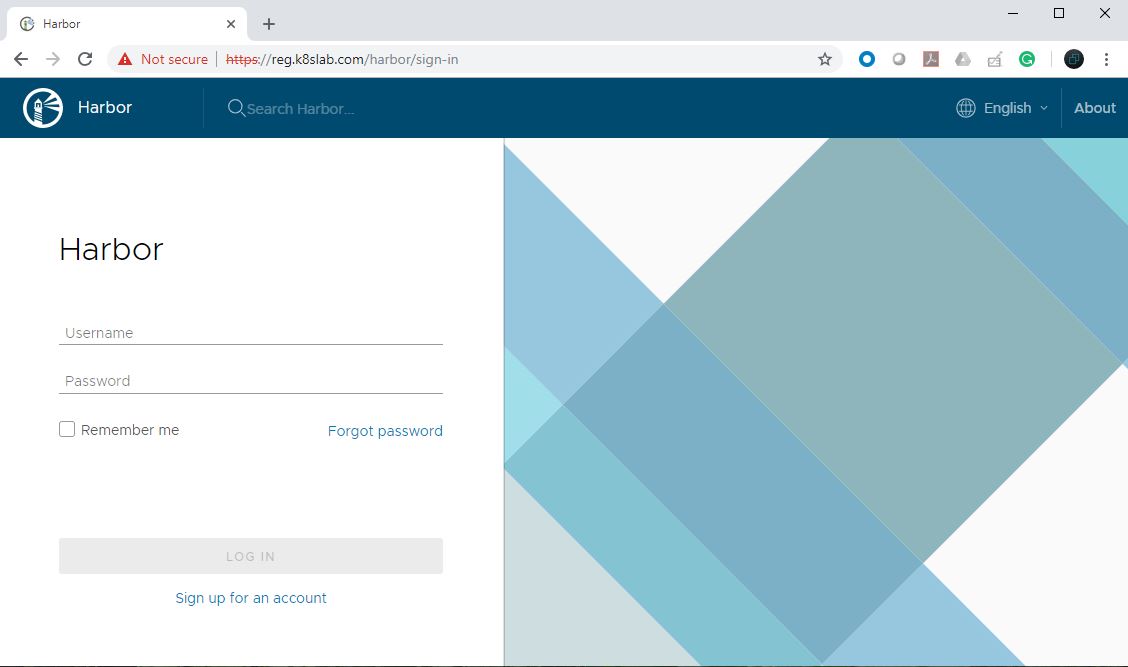 Harbor
Not secure https://reg.k8slab.com/harbor/sign-in
Harbor Search Harbor... English About
Harbor
Username
Password
Remember me Forgot password
LOG IN
Sign up for an account